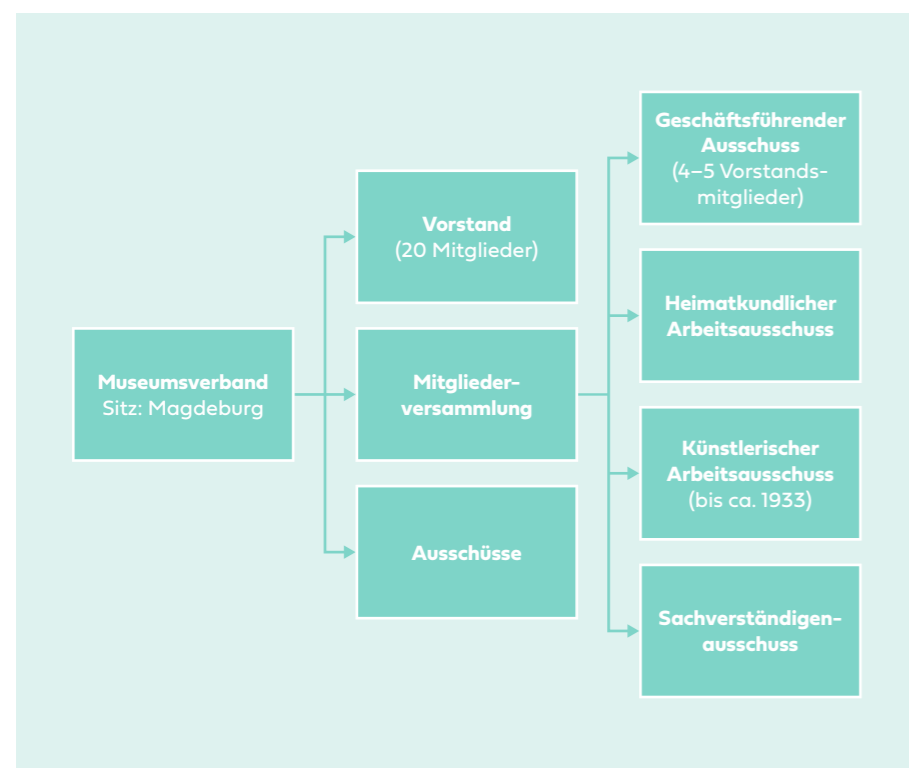 Museumsverband
Sitz: Magdeburg
Vorstand
(20 Mitglieder)
Mitglieder-
versammlung
Ausschüsse
Geschäftsführender
Ausschuss
(4–5 Vorstands-
mitglieder)
Heimatkundlicher
Arbeitsausschuss
Künstlerischer
Arbeitsausschuss
(bis ca. 1933)
Sachverständigen-
ausschuss